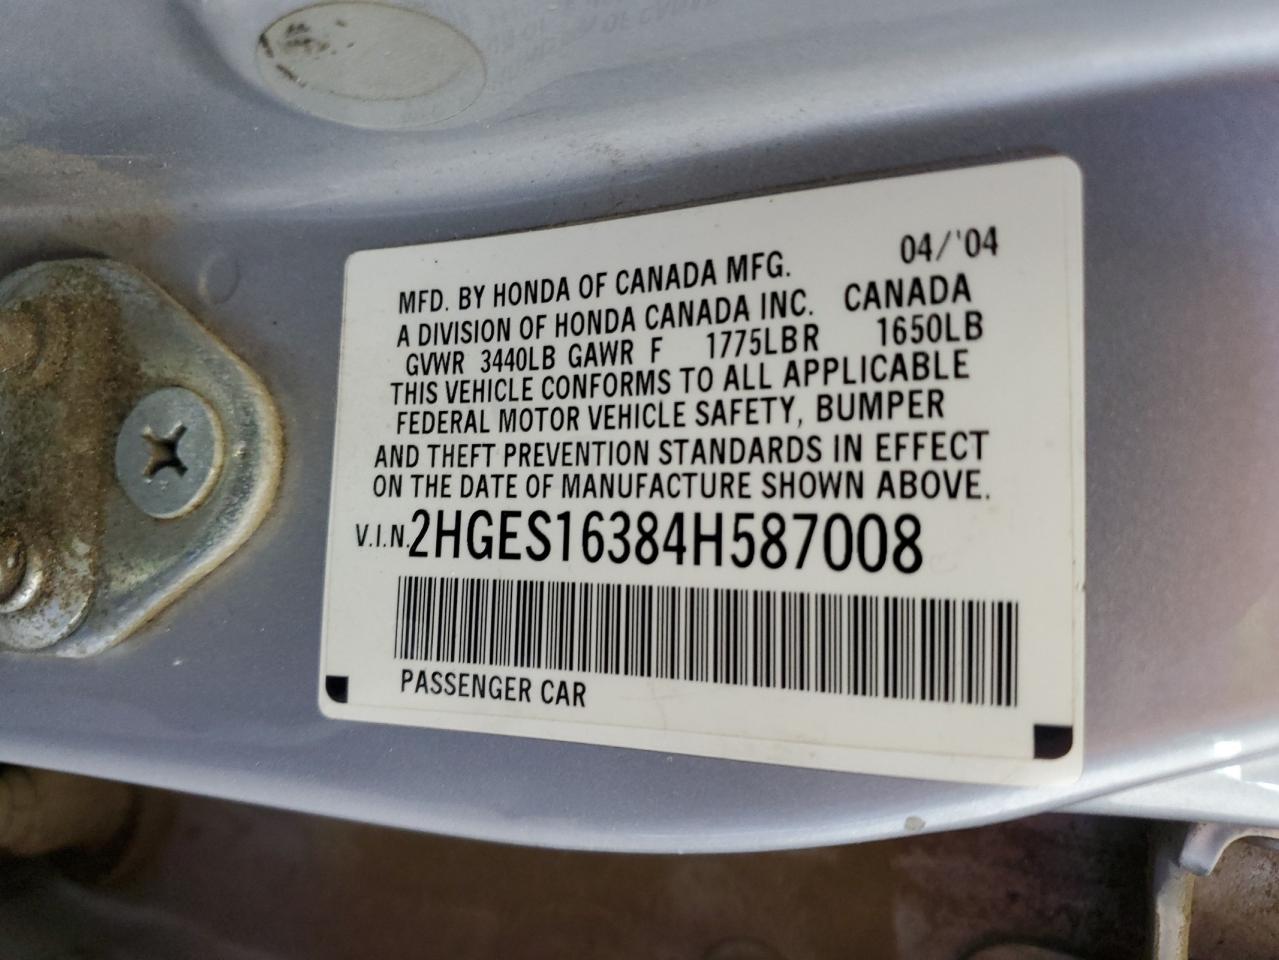 04/'04
MFD. BY HONDA OF CANADA MFG.
A DIVISION OF HONDA CANADA INC. CANADA
GVWR 3440LB GAWR F 1775LBR 1650LB
THIS VEHICLE CONFORMS TO ALL APPLICABLE
FEDERAL MOTOR VEHICLE SAFETY, BUMPER
AND THEFT PREVENTION STANDARDS IN EFFECT
ON THE DATE OF MANUFACTURE SHOWN ABOVE.
V.I.N. 2HGES16384H587008
PASSENGER CAR